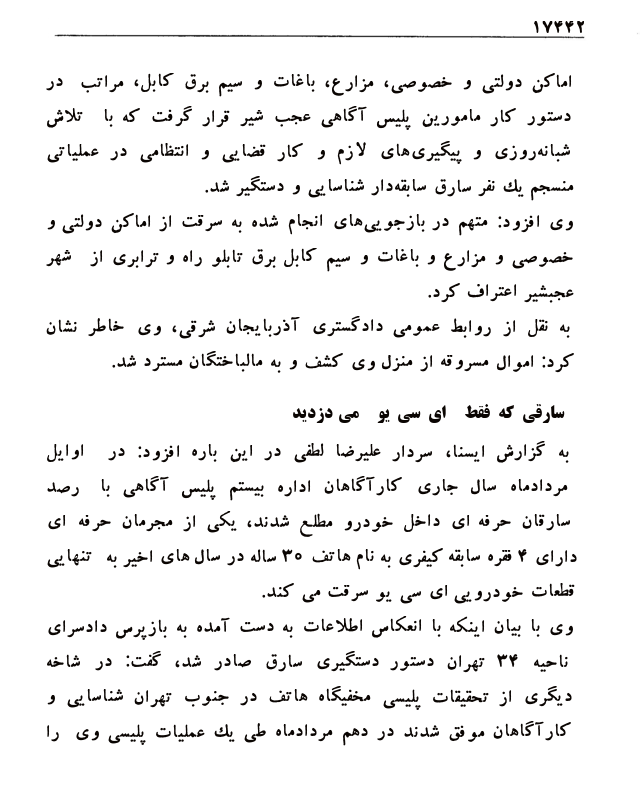 ۱۷۴۴۲
اماکن دولتی و خصوصی، مزارع، باغات و سیم برق کابل، مراتب در
دستور کار مامورین پلیس آگاهی عجب شیر قرار گرفت که با تلاش
شبانه‌روزی و پیگیری‌های لازم و کار قضایی و انتظامی در عملیاتی
منسجم یك نفر سارق سابقه‌دار شناسایی و دستگیر شد.
وی افزود: متهم در بازجویی‌های انجام شده به سرقت از اماکن دولتی و
خصوصی و مزارع و باغات و سیم کابل برق تابلو راه و ترابری از شهر
عجبشیر اعتراف کرد.
به نقل از روابط عمومی دادگستری آذربایجان شرقی، وی خاطر نشان
کرد: اموال مسروقه از منزل وی کشف و به مالباختگان مسترد شد.
سارقی که فقط ای سی یو می دزدید
به گزارش ایسنا، سردار علیرضا لطفی در این باره افزود: در اوایل
مردادماه سال جاری کارآگاهان اداره بیستم پلیس آگاهی با رصد
سارقان حرفه ای داخل خودرو مطلع شدند، یکی از مجرمان حرفه ای
دارای ۴ فقره سابقه کیفری به نام هاتف ۳۰ ساله در سال های اخیر به تنهایی
قطعات خودرویی ای سی یو سرقت می کند.
وی با بیان اینکه با انعکاس اطلاعات به دست آمده به بازپرس دادسرای
ناحیه ۳۴ تهران دستور دستگیری سارق صادر شد، گفت: در شاخه
دیگری از تحقیقات پلیسی مخفیگاه هاتف در جنوب تهران شناسایی و
کارآگاهان موفق شدند در دهم مردادماه طی یك عملیات پلیسی وی را